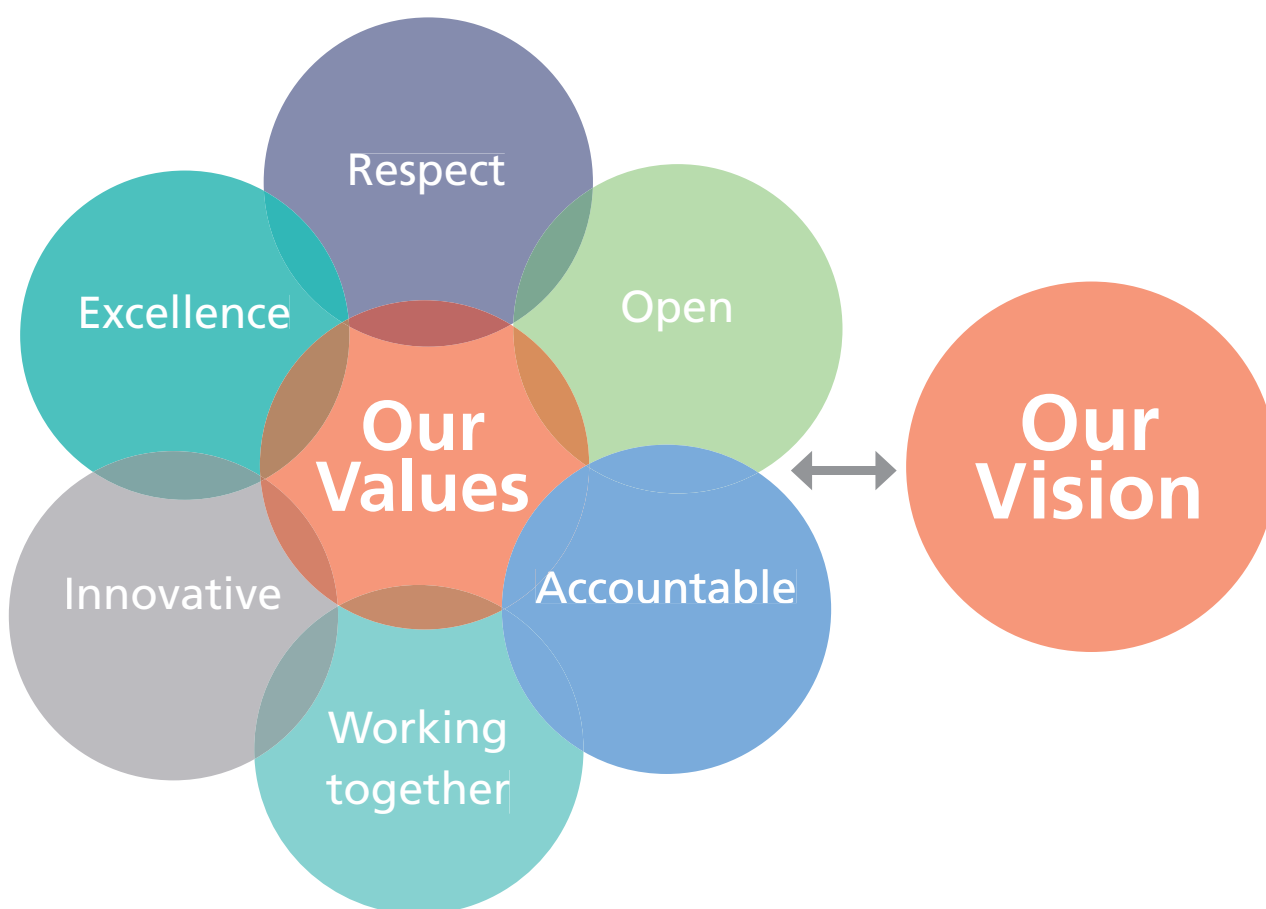 Respect
Open
Excellence
Our
Values
Our
Vision
Innovative
Accountable
Working
together